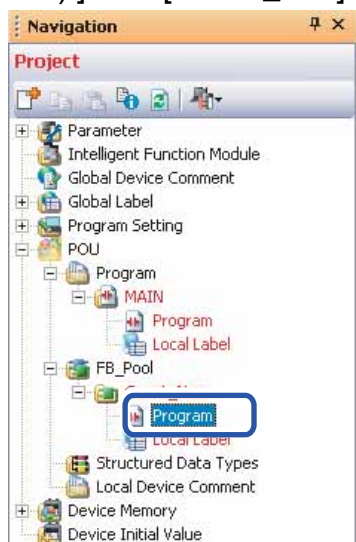 Navigation
Project
Parameter
Intelligent Function Module
Global Device Comment
Global Label
Program Setting
POU
Program
MAIN
Program
Local Label
FB_Pool
Program
Local Label
Structured Data Types
Local Device Comment
Device Memory
Device Initial Value